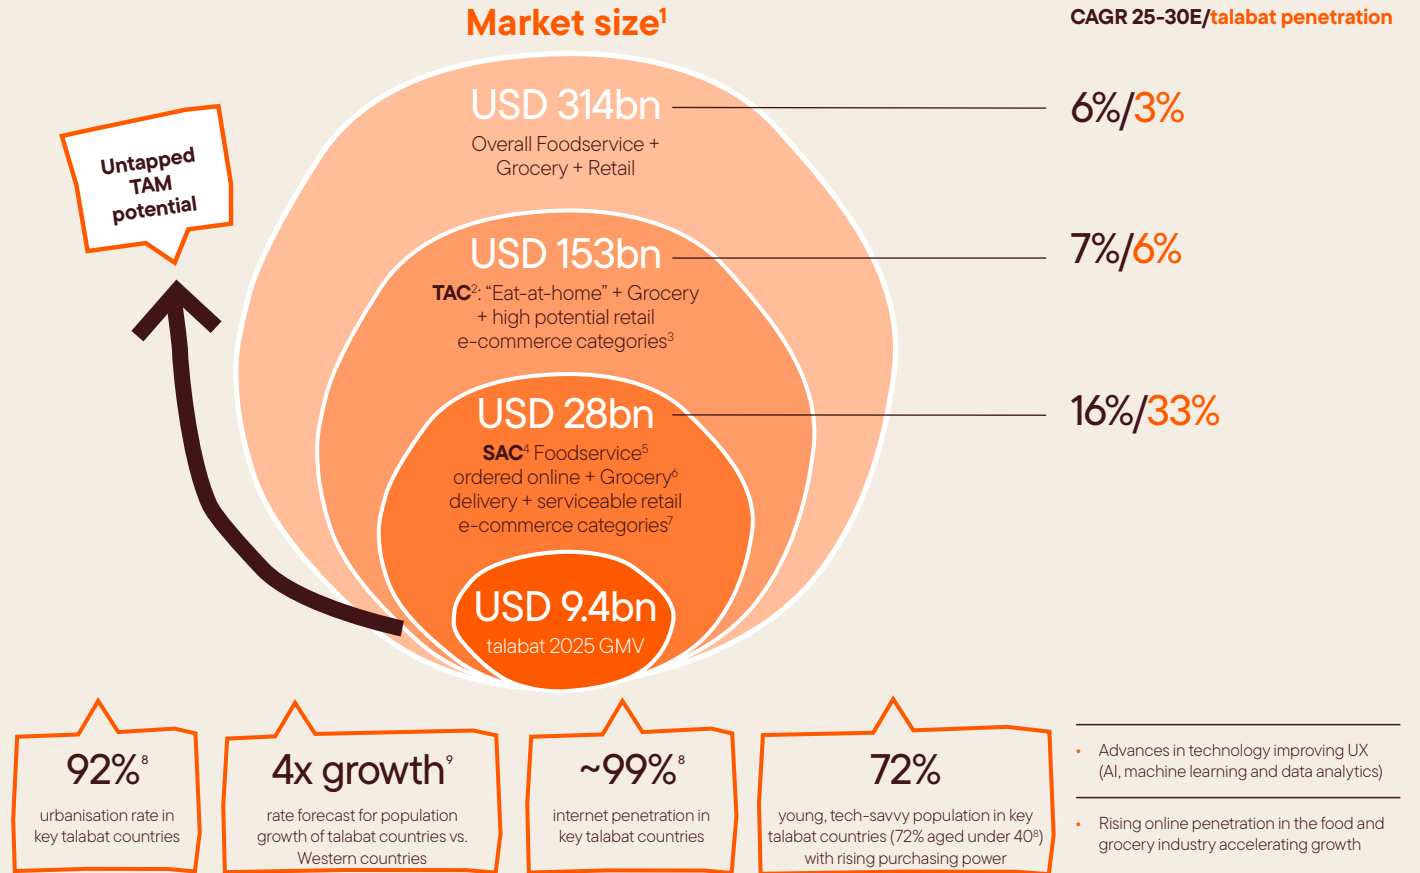 Market size¹
CAGR 25-30E/talabat penetration
Untapped
TAM
potential
USD 314bn
Overall Foodservice +
Grocery + Retail
6%/3%
USD 153bn
TAC²: “Eat-at-home” + Grocery
+ high potential retail
e-commerce categories³
7%/6%
USD 28bn
SAC⁴ Foodservice⁵
ordered online + Grocery⁶
delivery + serviceable retail
e-commerce categories⁷
16%/33%
USD 9.4bn
talabat 2025 GMV
92%⁸
urbanisation rate in
key talabat countries
4x growth⁹
rate forecast for population
growth of talabat countries vs.
Western countries
~99%⁸
internet penetration in
key talabat countries
72%
young, tech-savvy population in key
talabat countries (72% aged under 40⁸)
with rising purchasing power
• Advances in technology improving UX
(AI, machine learning and data analytics)
• Rising online penetration in the food and
grocery industry accelerating growth